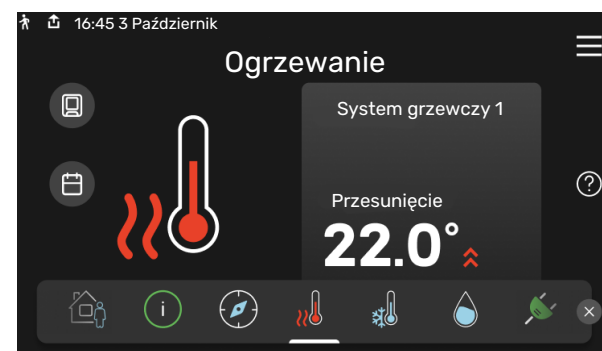 16:45 3 Październik
Ogrzewanie
System grzewczy 1
Przesunięcie
22.0°